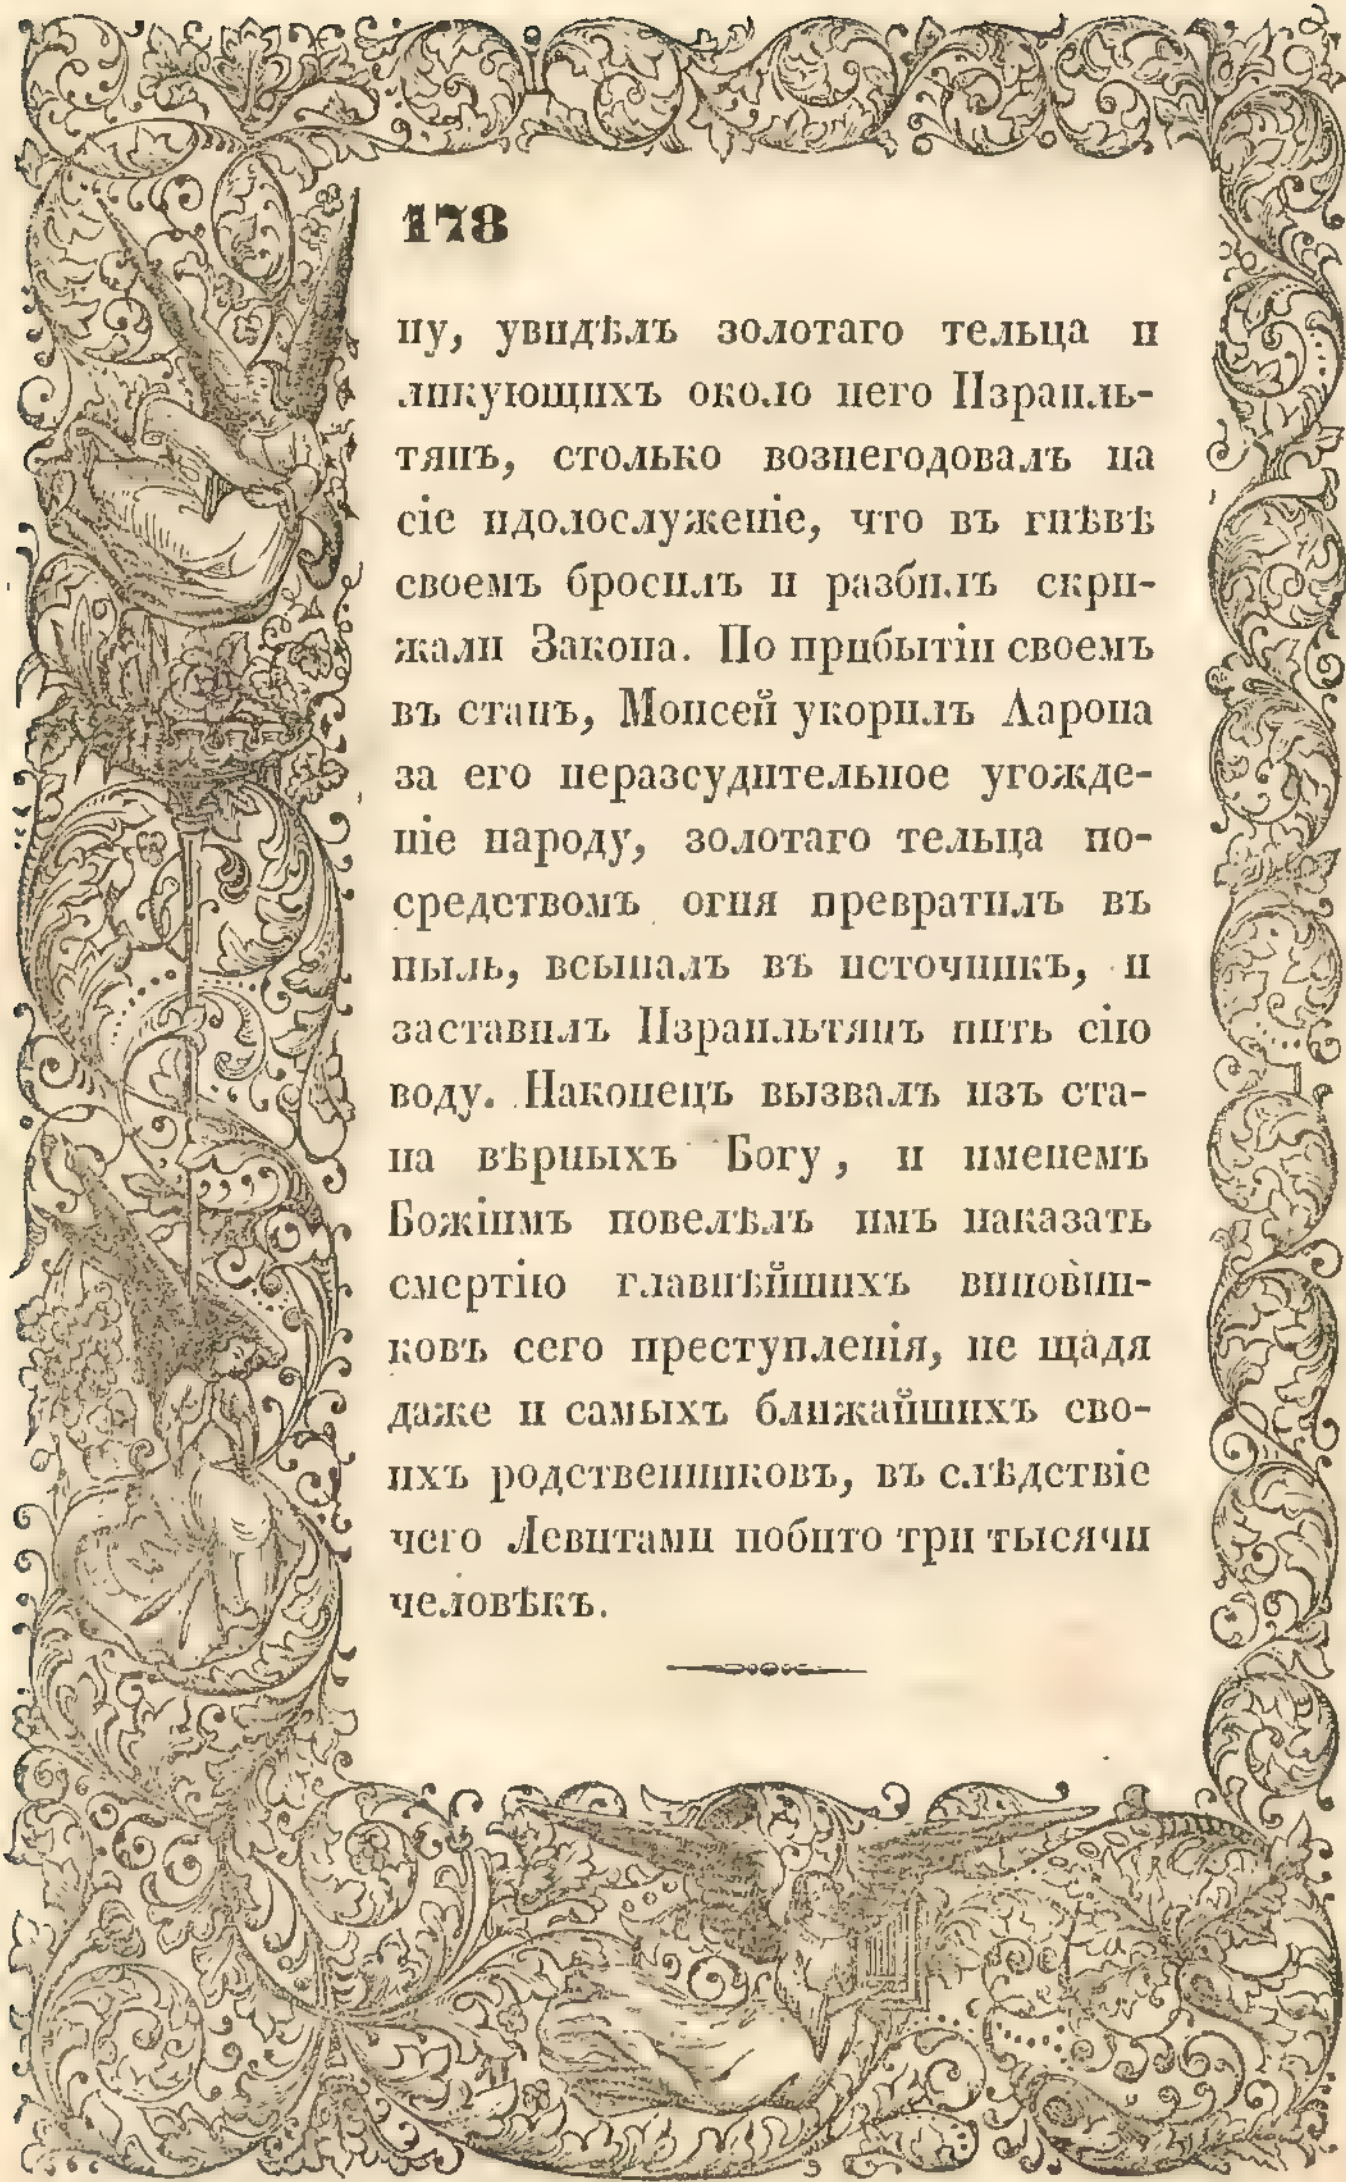 178
ну, увидѣлъ золотаго тельца и
ликующихъ около него Израиль-
тянъ, столько вознегодовалъ на
сіе идолослуженіе, что въ гнѣвѣ
своемъ бросилъ и разбилъ скри-
жали Закона. По прибытіи своемъ
въ станъ, Моисей укорилъ Аарона
за его неразсудительное угожде-
ніе народу, золотаго тельца по-
средствомъ огня превратилъ въ
пыль, всыпалъ въ источникъ, и
заставилъ Израильтянъ пить сію
воду. Наконецъ вызвалъ изъ ста-
на вѣрныхъ Богу, и именемъ
Божіимъ повелѣлъ имъ наказать
смертію главнѣйшихъ виновни-
ковъ сего преступленія, не щадя
даже и самыхъ ближайшихъ сво-
ихъ родственниковъ, въ слѣдствіе
чего Левитами побито три тысячи
человѣкъ.